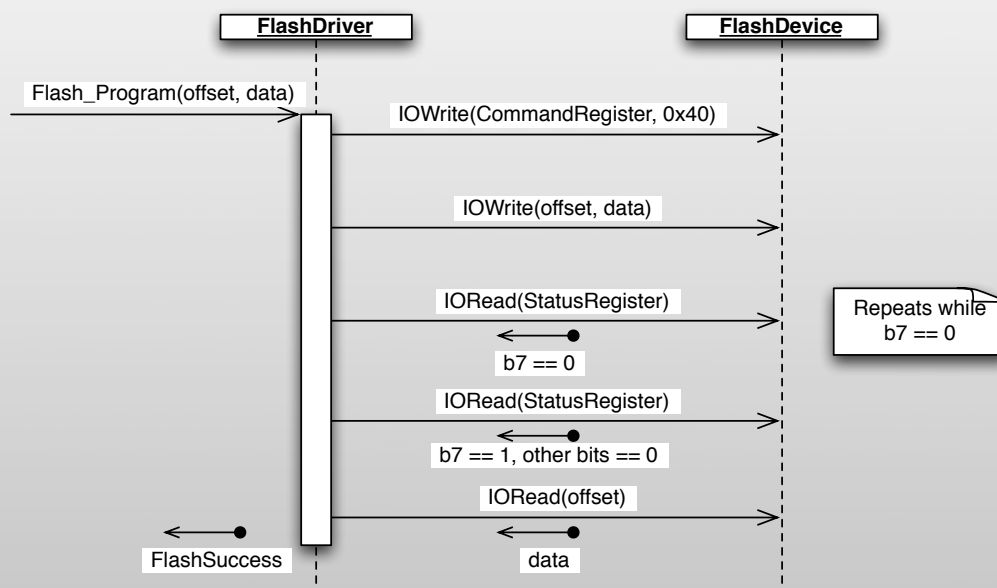 FlashDriver
FlashDevice
Flash_Program(offset, data)
IOWrite(CommandRegister, 0x40)
IOWrite(offset, data)
IORead(StatusRegister)
b7 == 0
Repeats while
b7 == 0
IORead(StatusRegister)
b7 == 1, other bits == 0
IORead(offset)
data
FlashSuccess